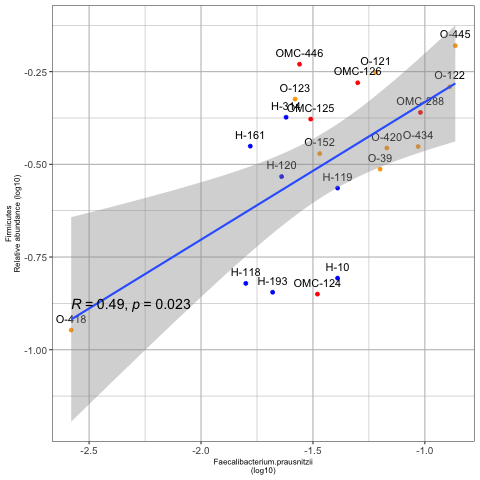 O-445
OMC-446
O-121
OMC-126
O-122
-0.25
O-123
OMC-288
H-314
OMC-125
H-161
O-152
O-420
O-434
-0.50
H-120
O-39
H-119
Firmicutes
Relative abundance (log10)
-0.75
H-10
H-118
H-193
OMC-124
R = 0.49, p = 0.023
O-418
-1.00
-2.5 -2.0 -1.5 -1.0
Faecalibacterium.prausnitzii
(log10)